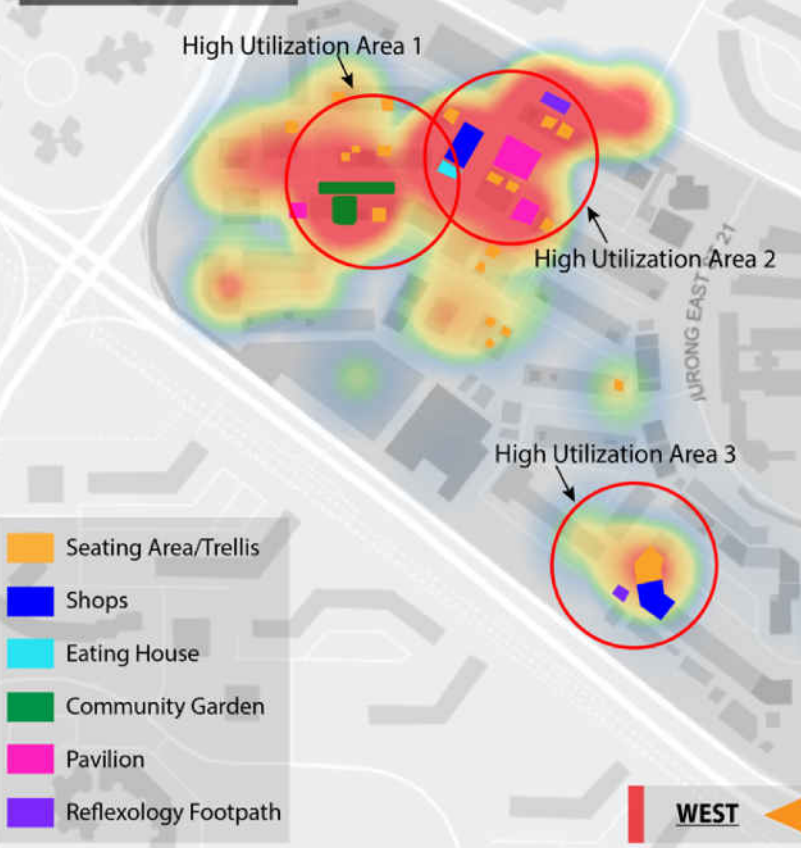 High Utilization Area 1
High Utilization Area 2
JURONG EAST ST 21
High Utilization Area 3
Seating Area/Trellis
Shops
Eating House
Community Garden
Pavilion
Reflexology Footpath
WEST